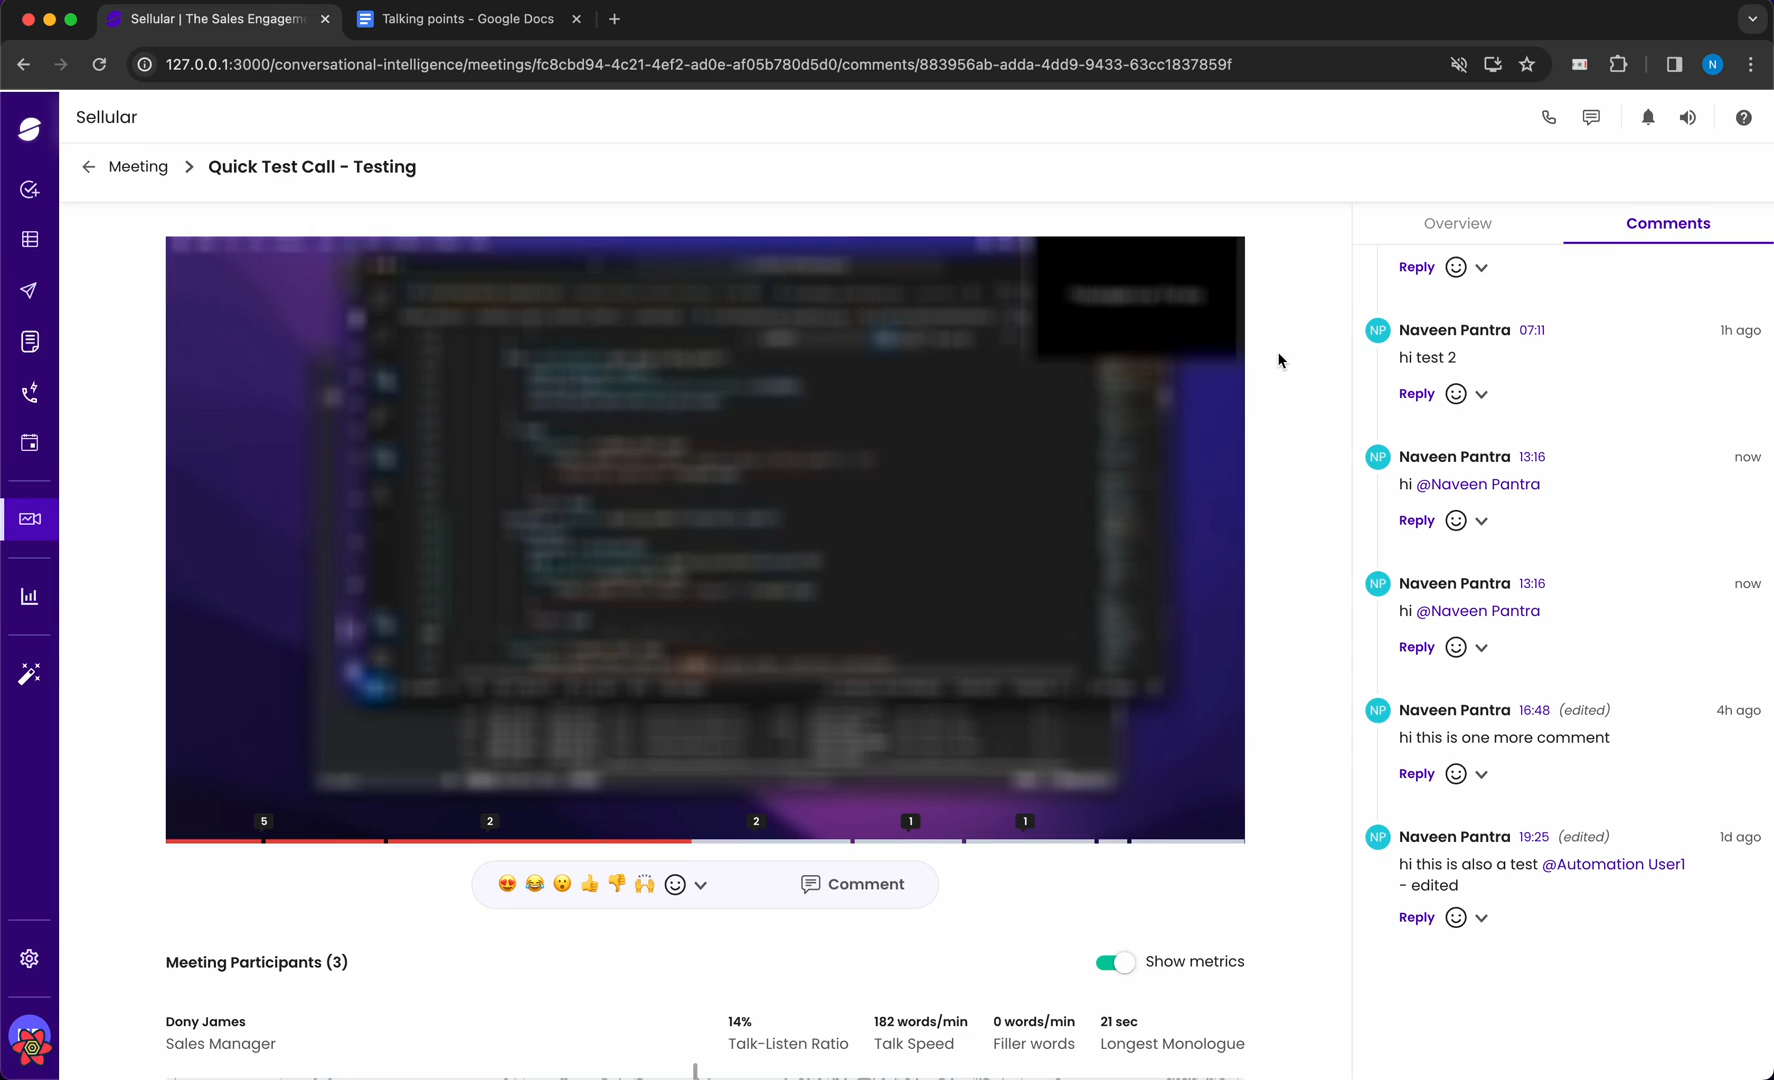 Sellular | The Sales Engagem
Talking points - Google Docs
127.0.0.1:3000/conversational-intelligence/meetings/fc8cbd94-4c21-4ef2-ad0e-af05b780d5d0/comments/883956ab-adda-4dd9-9433-63cc1837859f
N
Sellular
Meeting > Quick Test Call - Testing
Overview
Comments
Reply
NP Naveen Pantra 07:11 1h ago
hi test 2
Reply
NP Naveen Pantra 13:16 now
hi @Naveen Pantra
Reply
NP Naveen Pantra 13:16 now
hi @Naveen Pantra
Reply
NP Naveen Pantra 16:48 (edited) 4h ago
hi this is one more comment
Reply
NP Naveen Pantra 19:25 (edited) 1d ago
hi this is also a test @Automation User1
- edited
Reply
5 2 2 1 1
Comment
Meeting Participants (3)
Show metrics
Dony James 14% 182 words/min 0 words/min 21 sec
Sales Manager Talk-Listen Ratio Talk Speed Filler words Longest Monologue